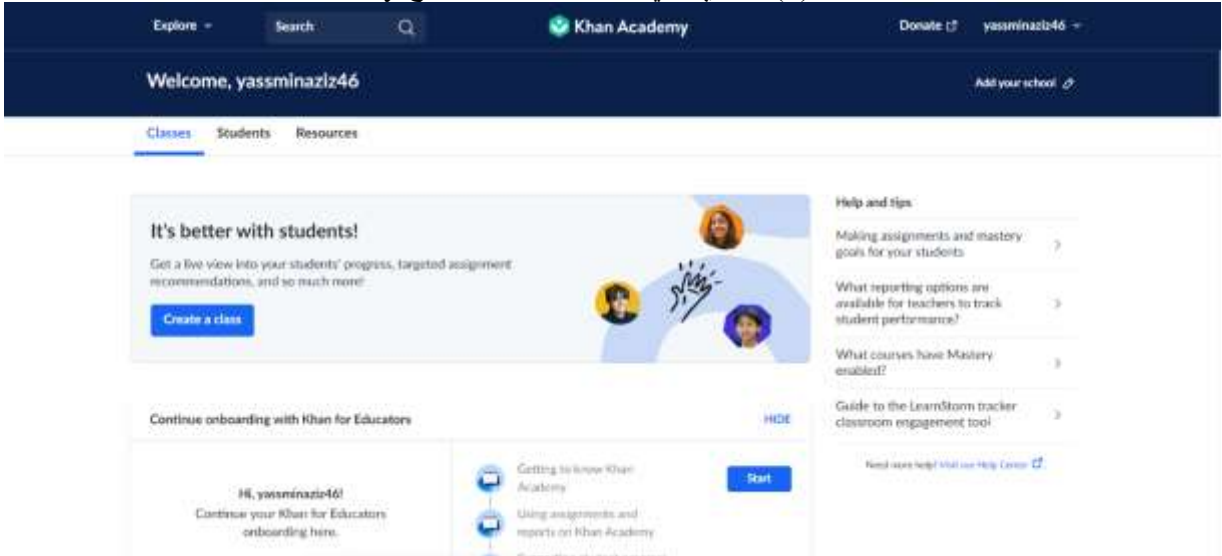 Explore
Search
Khan Academy
Donate
yassminaziz46
Welcome, yassminaziz46
Add your school
Classes
Students
Resources
It's better with students!
Get a live view into your students' progress, targeted assignment
recommendations, and so much more!
Create a class
Help and tips
Making assignments and mastery
goals for your students
What reporting options are
available for teachers to track
student performance?
What courses have Mastery
enabled?
Guide to the LearnStorm tracker
classroom engagement tool
Need more help? Visit our Help Center
Continue onboarding with Khan for Educators
HIDE
Hi, yassminaziz46!
Continue your Khan for Educators
onboarding here.
Getting to know Khan
Academy
Start
Using assignments and
reports on Khan Academy